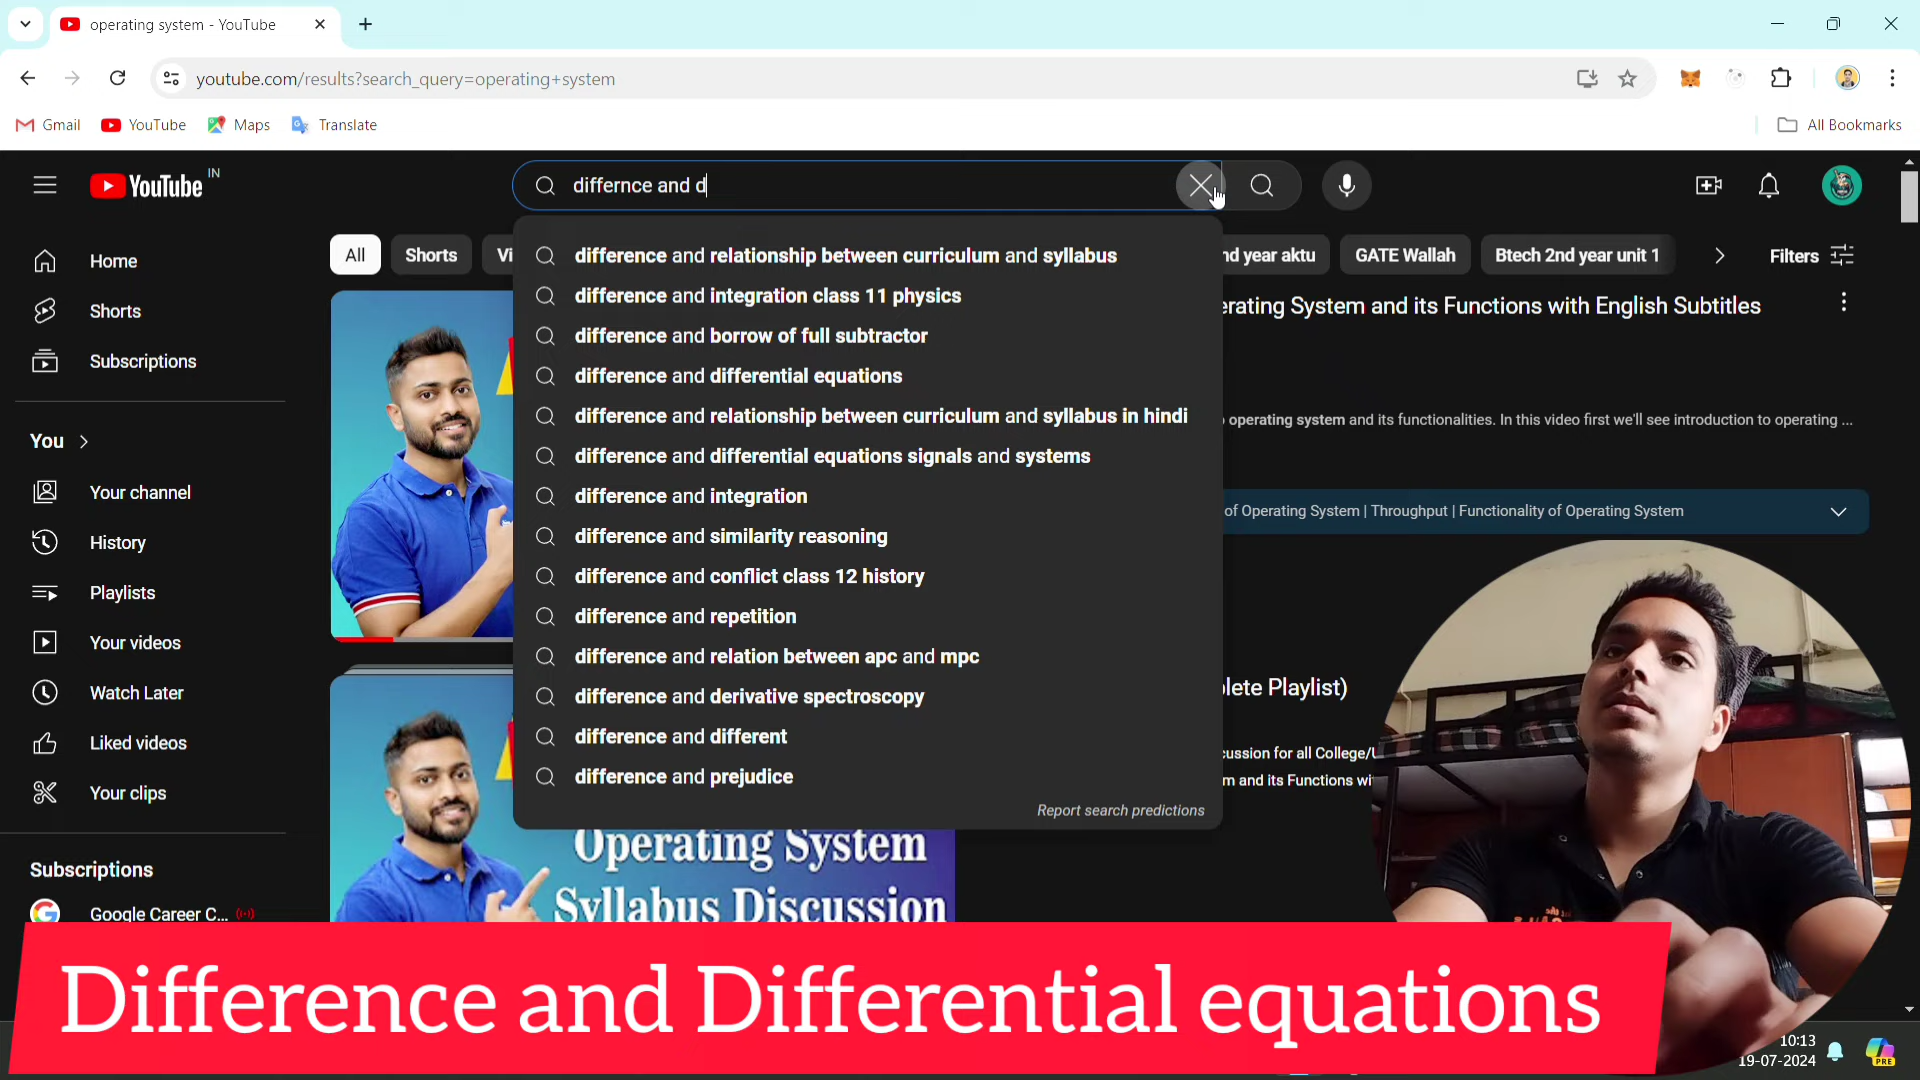 operating system - YouTube
youtube.com/results?search_query=operating+system
Gmail
YouTube
Maps
Translate
All Bookmarks
YouTube IN
differnce and d
Home
Shorts
Subscriptions
You
Your channel
History
Playlists
Your videos
Watch Later
Liked videos
Your clips
Subscriptions
Google Career C...
All
Shorts
Vi
nd year aktu
GATE Wallah
Btech 2nd year unit 1
Filters
difference and relationship between curriculum and syllabus
difference and integration class 11 physics
difference and borrow of full subtractor
difference and differential equations
difference and relationship between curriculum and syllabus in hindi
difference and differential equations signals and systems
difference and integration
difference and similarity reasoning
difference and conflict class 12 history
difference and repetition
difference and relation between apc and mpc
difference and derivative spectroscopy
difference and different
difference and prejudice
Report search predictions
erating System and its Functions with English Subtitles
operating system and its functionalities. In this video first we'll see introduction to operating ...
of Operating System | Throughput | Functionality of Operating System
lete Playlist)
cussion for all College/U
m and its Functions wi
Operating System
Syllabus Discussion
Difference and Differential equations
10:13
19-07-2024
PRE